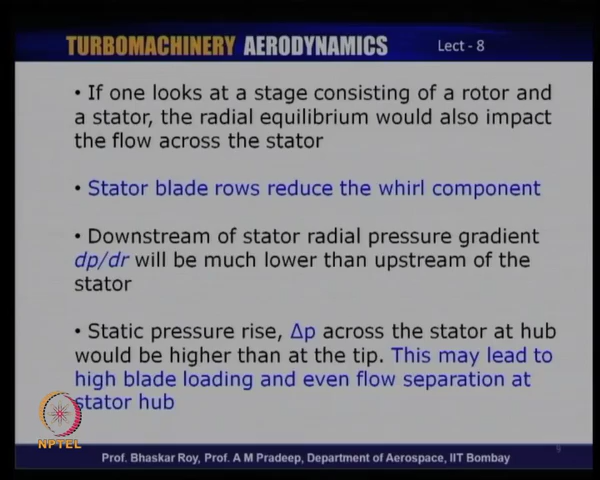 TURBOMACHINERY AERODYNAMICS Lect - 8
• If one looks at a stage consisting of a rotor and
a stator, the radial equilibrium would also impact
the flow across the stator
• Stator blade rows reduce the whirl component
• Downstream of stator radial pressure gradient
dp/dr will be much lower than upstream of the
stator
• Static pressure rise, Δp across the stator at hub
would be higher than at the tip. This may lead to
high blade loading and even flow separation at
stator hub
NPTEL
Prof. Bhaskar Roy, Prof. A M Pradeep, Department of Aerospace, IIT Bombay
9